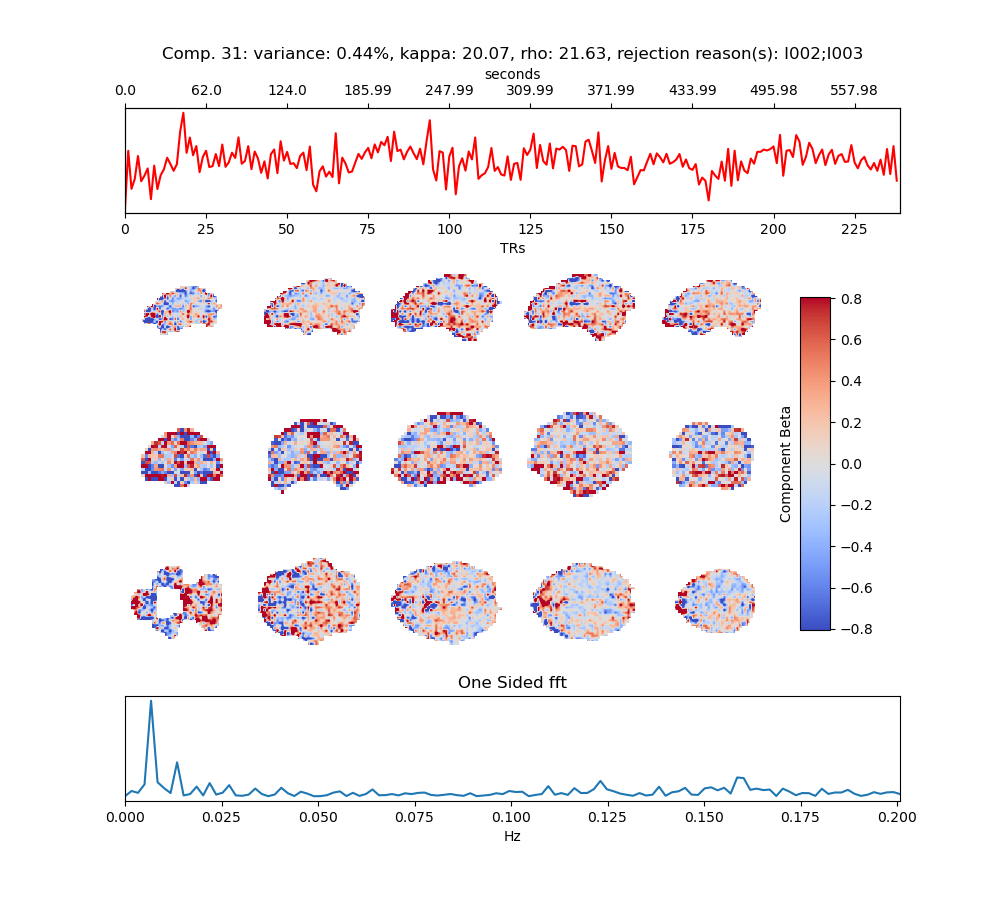 Comp. 31: variance: 0.44%, kappa: 20.07, rho: 21.63, rejection reason(s): I002;I003
seconds
0.0 62.0 124.0 185.99 247.99 309.99 371.99 433.99 495.98 557.98
0 25 50 75 100 125 150 175 200 225
TRs
0.8
0.6
0.4
0.2
0.0
−0.2
−0.4
−0.6
−0.8
Component Beta
One Sided fft
0.000 0.025 0.050 0.075 0.100 0.125 0.150 0.175 0.200
Hz